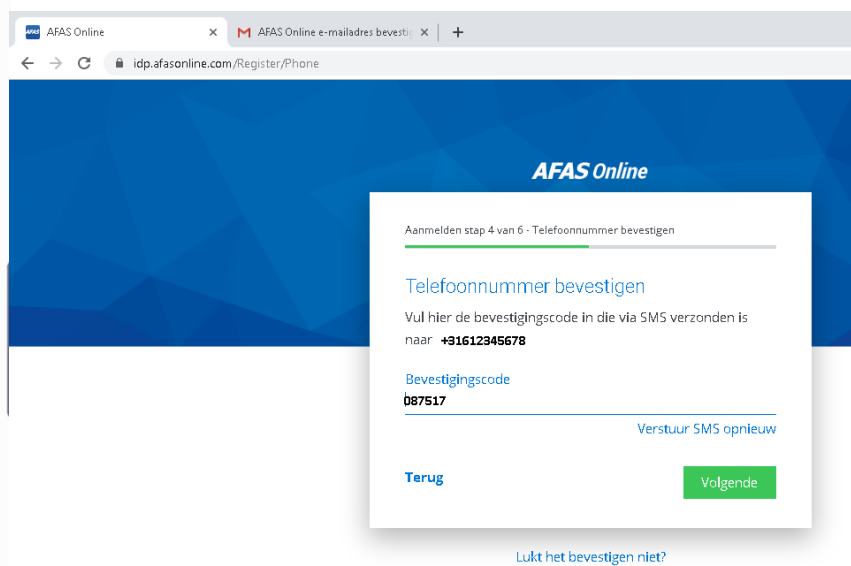 AFAS AFAS Online
AFAS Online e-mailadres bevestig
idp.afasonline.com/Register/Phone
AFAS Online
Aanmelden stap 4 van 6 - Telefoonnummer bevestigen
Telefoonnummer bevestigen
Vul hier de bevestigingscode in die via SMS verzonden is
naar +31612345678
Bevestigingscode
087517
Verstuur SMS opnieuw
Terug
Volgende
Lukt het bevestigen niet?